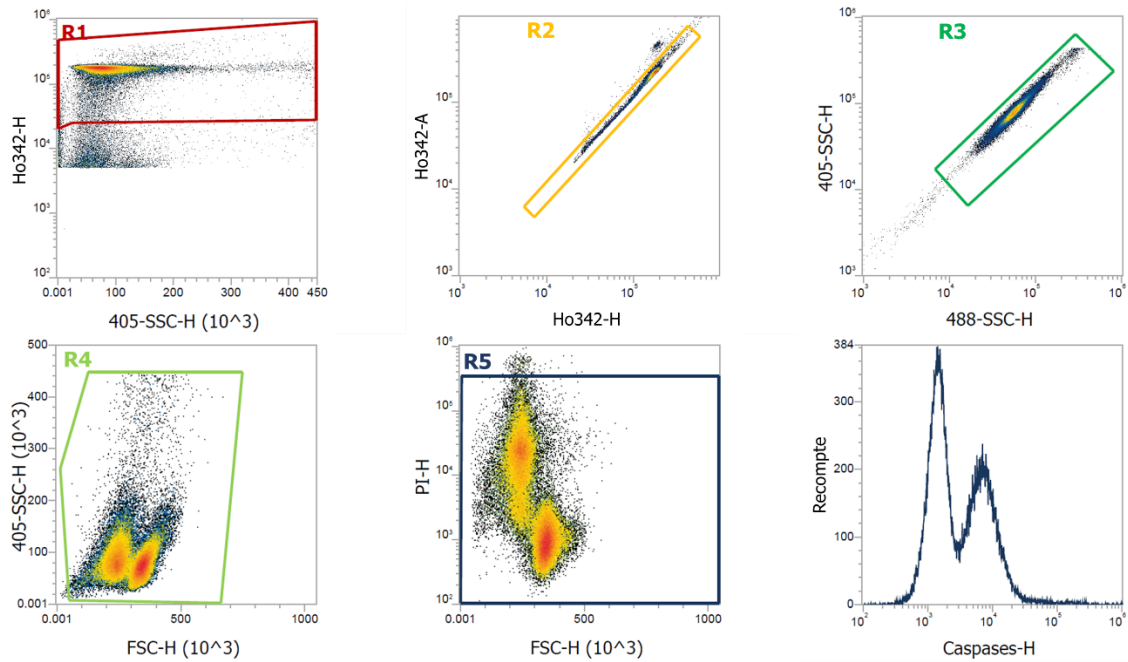 R1
Ho342-H
10^6
10^5
10^4
10^3
10^2
0.001 100 200 300 400 450
405-SSC-H (10^3)
R2
Ho342-A
10^5
10^4
10^3
10^3 10^4 10^5
Ho342-H
R3
405-SSC-H
10^6
10^5
10^4
10^3
10^3 10^4 10^5 10^6
488-SSC-H
R4
405-SSC-H (10^3)
500
400
300
200
100
0.001
0.001 500 1000
FSC-H (10^3)
R5
PI-H
10^6
10^5
10^4
10^3
10^2
0.001 500 1000
FSC-H (10^3)
Recompte
384
300
200
100
0
10^1 10^2 10^3 10^4 10^5 10^6
Caspases-H